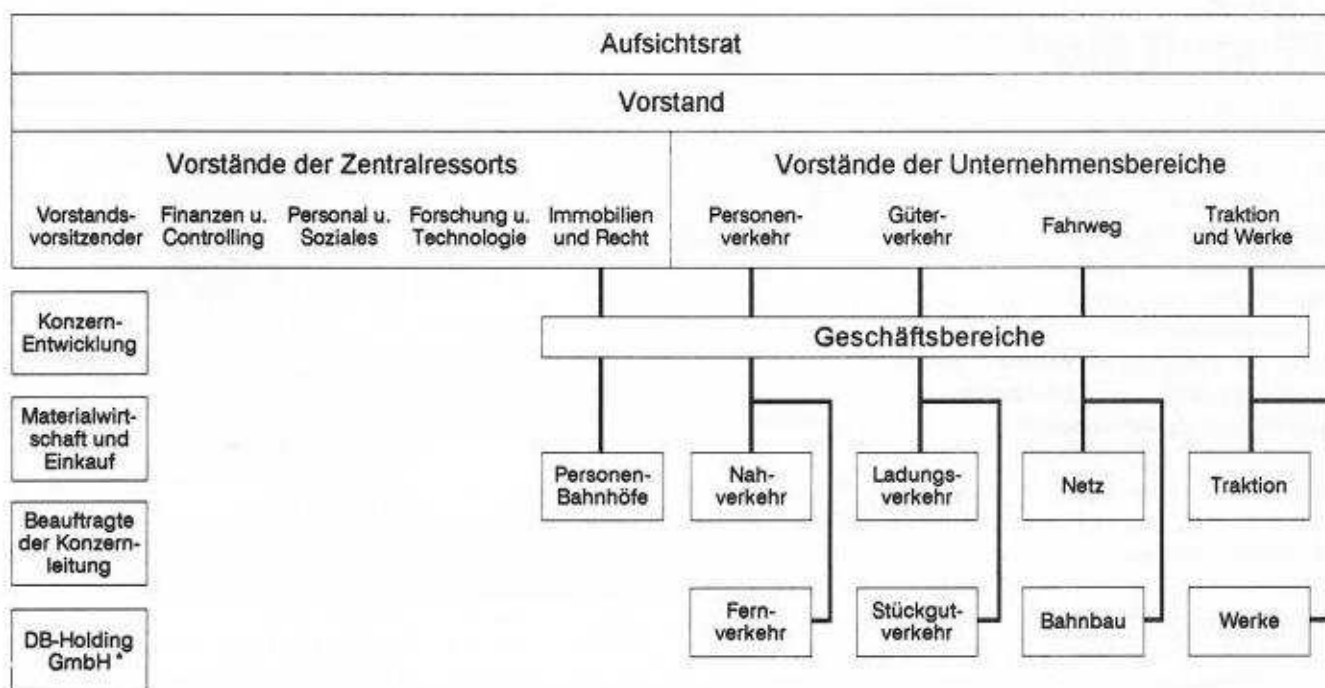 Aufsichtsrat
Vorstand
Vorstände der Zentralressorts
Vorstände der Unternehmensbereiche
Vorstands-
vorsitzender
Finanzen u.
Controlling
Personal u.
Soziales
Forschung u.
Technologie
Immobilien
und Recht
Personen-
verkehr
Güter-
verkehr
Fahrweg
Traktion
und Werke
Konzern-
Entwicklung
Geschäftsbereiche
Materialwirt-
schaft und
Einkauf
Personen-
Bahnhöfe
Nah-
verkehr
Ladungs-
verkehr
Netz
Traktion
Beauftragte
der Konzern-
leitung
Fern-
verkehr
Stückgut-
verkehr
Bahnbau
Werke
DB-Holding
GmbH *